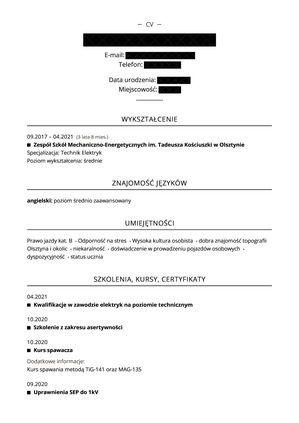 — CV —
E-mail:
Telefon:
Data urodzenia:
Miejscowość:
WYKSZTAŁCENIE
09.2017 – 04.2021 (3 lata 8 mies.)
Zespół Szkół Mechaniczno-Energetycznych im. Tadeusza Kościuszki w Olsztynie
Specjalizacja: Technik Elektryk
Poziom wykształcenia: średnie
ZNAJOMOŚĆ JĘZYKÓW
angielski: poziom średnio zaawansowany
UMIEJĘTNOŚCI
Prawo jazdy kat. B - Odporność na stres - Wysoka kultura osobista - dobra znajomość topografii
Olsztyna i okolic - niekaralność - doświadczenie w prowadzeniu pojazdów osobowych -
dyspozycyjność - status ucznia
SZKOLENIA, KURSY, CERTYFIKATY
04.2021
Kwalifikacje w zawodzie elektryk na poziomie technicznym
10.2020
Szkolenie z zakresu asertywności
10.2020
Kurs spawacza
Dodatkowe informacje:
Kurs spawania metodą TIG-141 oraz MAG-135
09.2020
Uprawnienia SEP do 1kV